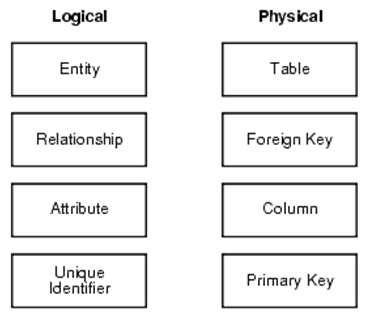 Logical Physical
Entity Table
Relationship Foreign Key
Attribute Column
Unique
Identifier Primary Key